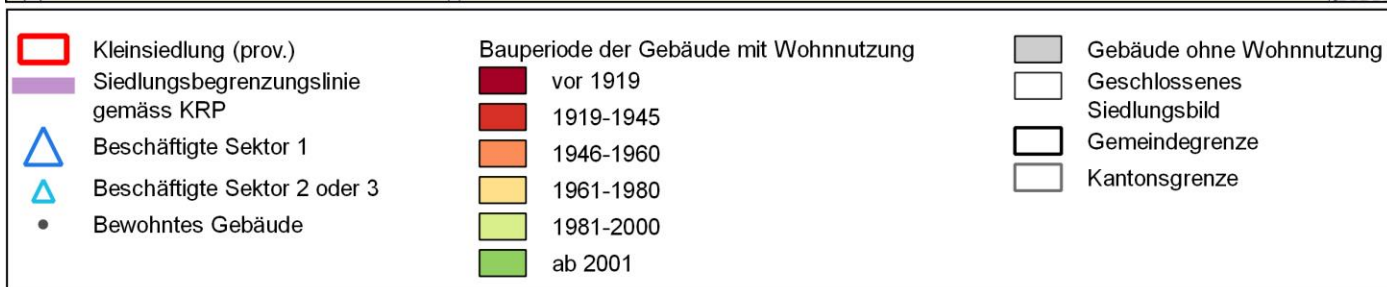 Kleinsiedlung (prov.)
Siedlungsbegrenzungslinie
gemäss KRP
Beschäftigte Sektor 1
Beschäftigte Sektor 2 oder 3
Bewohntes Gebäude
Bauperiode der Gebäude mit Wohnnutzung
vor 1919
1919-1945
1946-1960
1961-1980
1981-2000
ab 2001
Gebäude ohne Wohnnutzung
Geschlossenes
Siedlungsbild
Gemeindegrenze
Kantonsgrenze